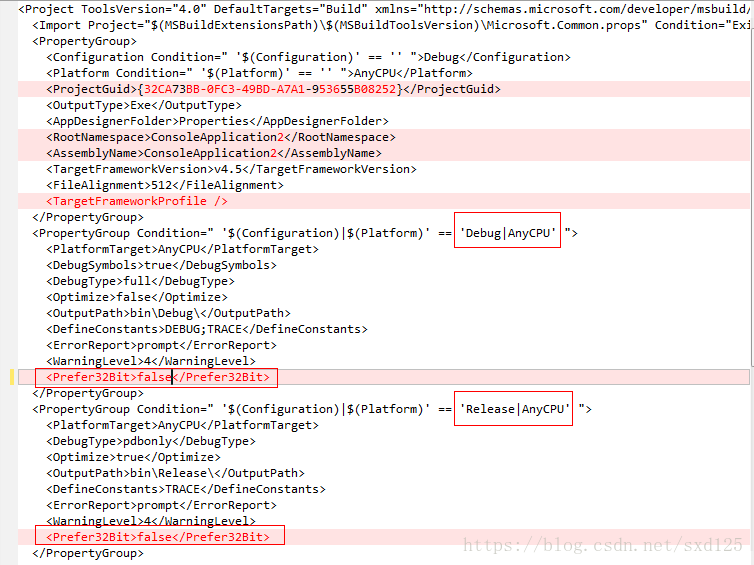 <Project ToolsVersion="4.0" DefaultTargets="Build" xmlns="http://schemas.microsoft.com/developer/msbuild/
<Import Project="$(MSBuildExtensionsPath)\$(MSBuildToolsVersion)\Microsoft.Common.props" Condition="Exi
<PropertyGroup>
<Configuration Condition=" '$(Configuration)' == '' ">Debug</Configuration>
<Platform Condition=" '$(Platform)' == '' ">AnyCPU</Platform>
<ProjectGuid>{32CA73BB-0FC3-49BD-A7A1-953655B08252}</ProjectGuid>
<OutputType>Exe</OutputType>
<AppDesignerFolder>Properties</AppDesignerFolder>
<RootNamespace>ConsoleApplication2</RootNamespace>
<AssemblyName>ConsoleApplication2</AssemblyName>
<TargetFrameworkVersion>v4.5</TargetFrameworkVersion>
<FileAlignment>512</FileAlignment>
<TargetFrameworkProfile />
</PropertyGroup>
<PropertyGroup Condition=" '$(Configuration)|$(Platform)' == 'Debug|AnyCPU' ">
<PlatformTarget>AnyCPU</PlatformTarget>
<DebugSymbols>true</DebugSymbols>
<DebugType>full</DebugType>
<Optimize>false</Optimize>
<OutputPath>bin\Debug\</OutputPath>
<DefineConstants>DEBUG;TRACE</DefineConstants>
<ErrorReport>prompt</ErrorReport>
<WarningLevel>4</WarningLevel>
<Prefer32Bit>false</Prefer32Bit>
</PropertyGroup>
<PropertyGroup Condition=" '$(Configuration)|$(Platform)' == 'Release|AnyCPU' ">
<PlatformTarget>AnyCPU</PlatformTarget>
<DebugType>pdbonly</DebugType>
<Optimize>true</Optimize>
<OutputPath>bin\Release\</OutputPath>
<DefineConstants>TRACE</DefineConstants>
<ErrorReport>prompt</ErrorReport>
<WarningLevel>4</WarningLevel>
<Prefer32Bit>false</Prefer32Bit>
</PropertyGroup>
https://blog.csdn.net/sxd125